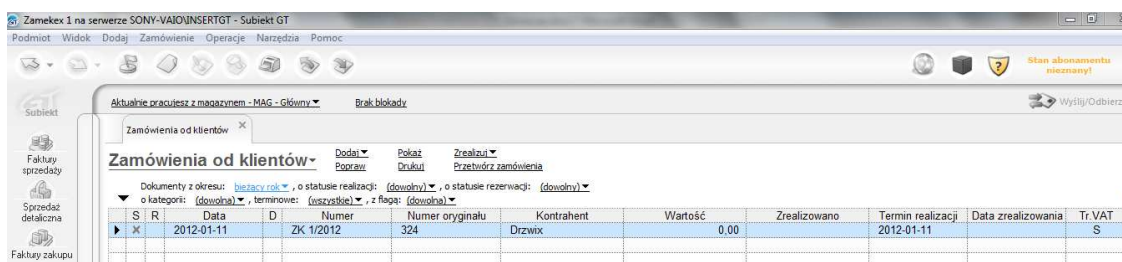 Zamekex 1 na serwerze SONY-VAIO\INSERTGT - Subiekt GT
Podmiot Widok Dodaj Zamówienie Operacje Narzędzia Pomoc
Stan abonamentu
nieznany!
GT
Subiekt
Aktualnie pracujesz z magazynem - MAG - Główny Brak blokady
Wyślij/Odbierz
Zamówienia od klientów
Faktury
sprzedaży
Zamówienia od klientów
Dodaj Pokaż Zrealizuj
Popraw Drukuj Przetwórz zamówienia
Dokumenty z okresu: bieżący rok , o statusie realizacji: (dowolny) , o statusie rezerwacji: (dowolny)
o kategorii: (dowolna) , terminowe: (wszystkie) , z flagą: (dowolna)
Sprzedaż
detaliczna
S R Data D Numer Numer oryginału Kontrahent Wartość Zrealizowano Termin realizacji Data zrealizowania Tr.VAT
2012-01-11 ZK 1/2012 324 Drzwix 0,00 2012-01-11 S
Faktury zakupu